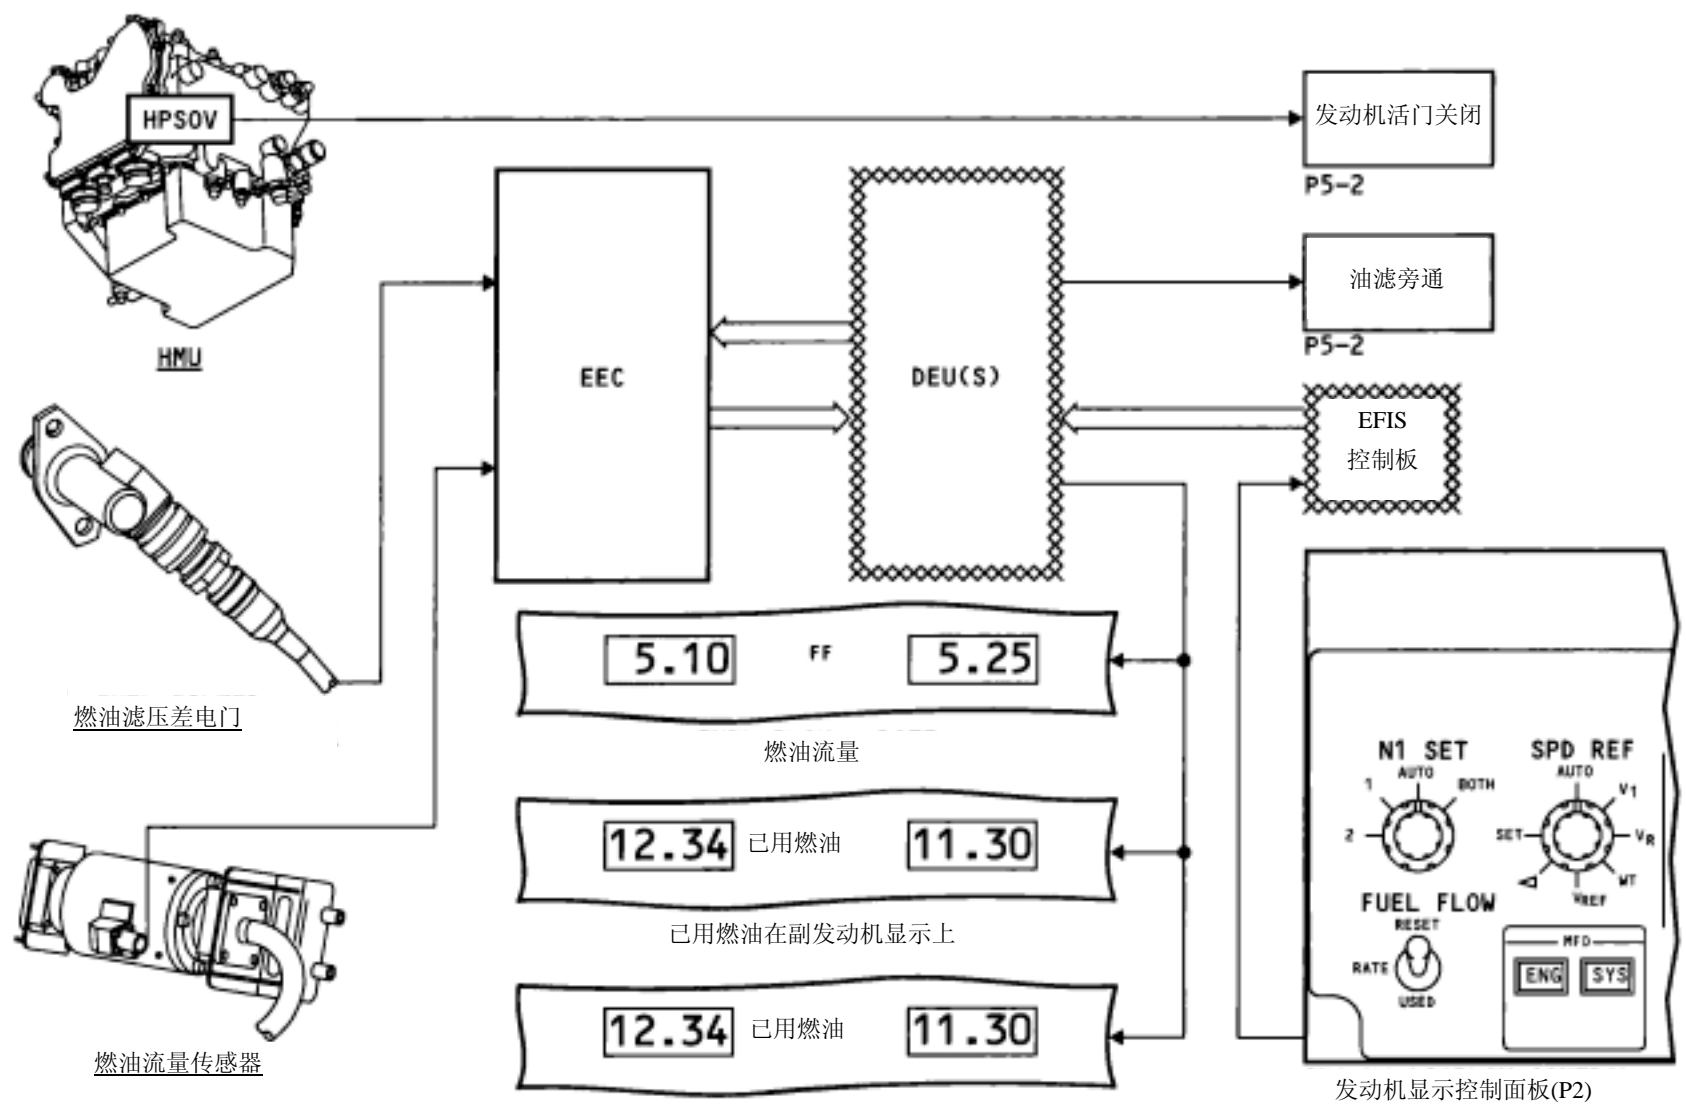 HPSOV
HMU
发动机活门关闭
P5-2
油滤旁通
P5-2
EEC
DEU(S)
EFIS
控制板
燃油滤压差电门
5.10
FF
5.25
燃油流量
12.34
已用燃油
11.30
已用燃油在副发动机显示上
12.34
已用燃油
11.30
燃油流量传感器
N1 SET
AUTO
1
BOTH
2
SPD REF
AUTO
V1
SET
VR
WT
VREF
FUEL FLOW
RESET
RATE
USED
MFD
ENG
SYS
发动机显示控制面板(P2)